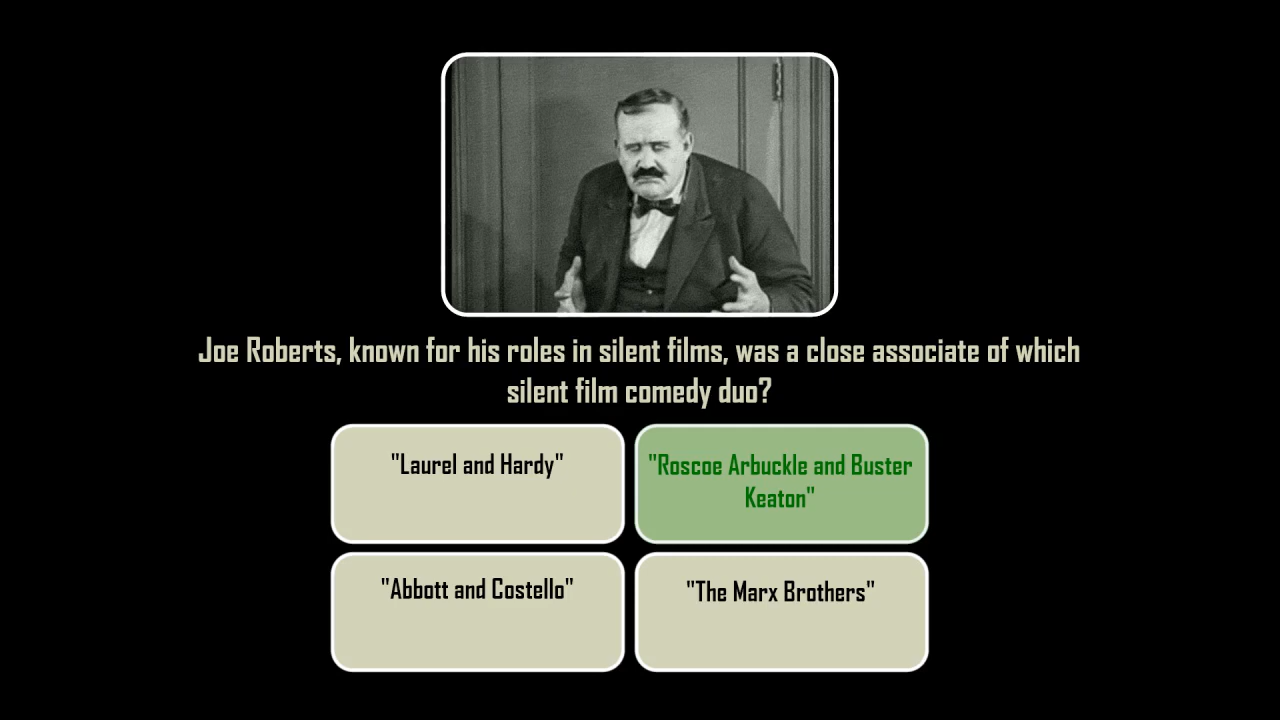 Joe Roberts, known for his roles in silent films, was a close associate of which
silent film comedy duo?
"Laurel and Hardy"
"Roscoe Arbuckle and Buster
Keaton"
"Abbott and Costello"
"The Marx Brothers"